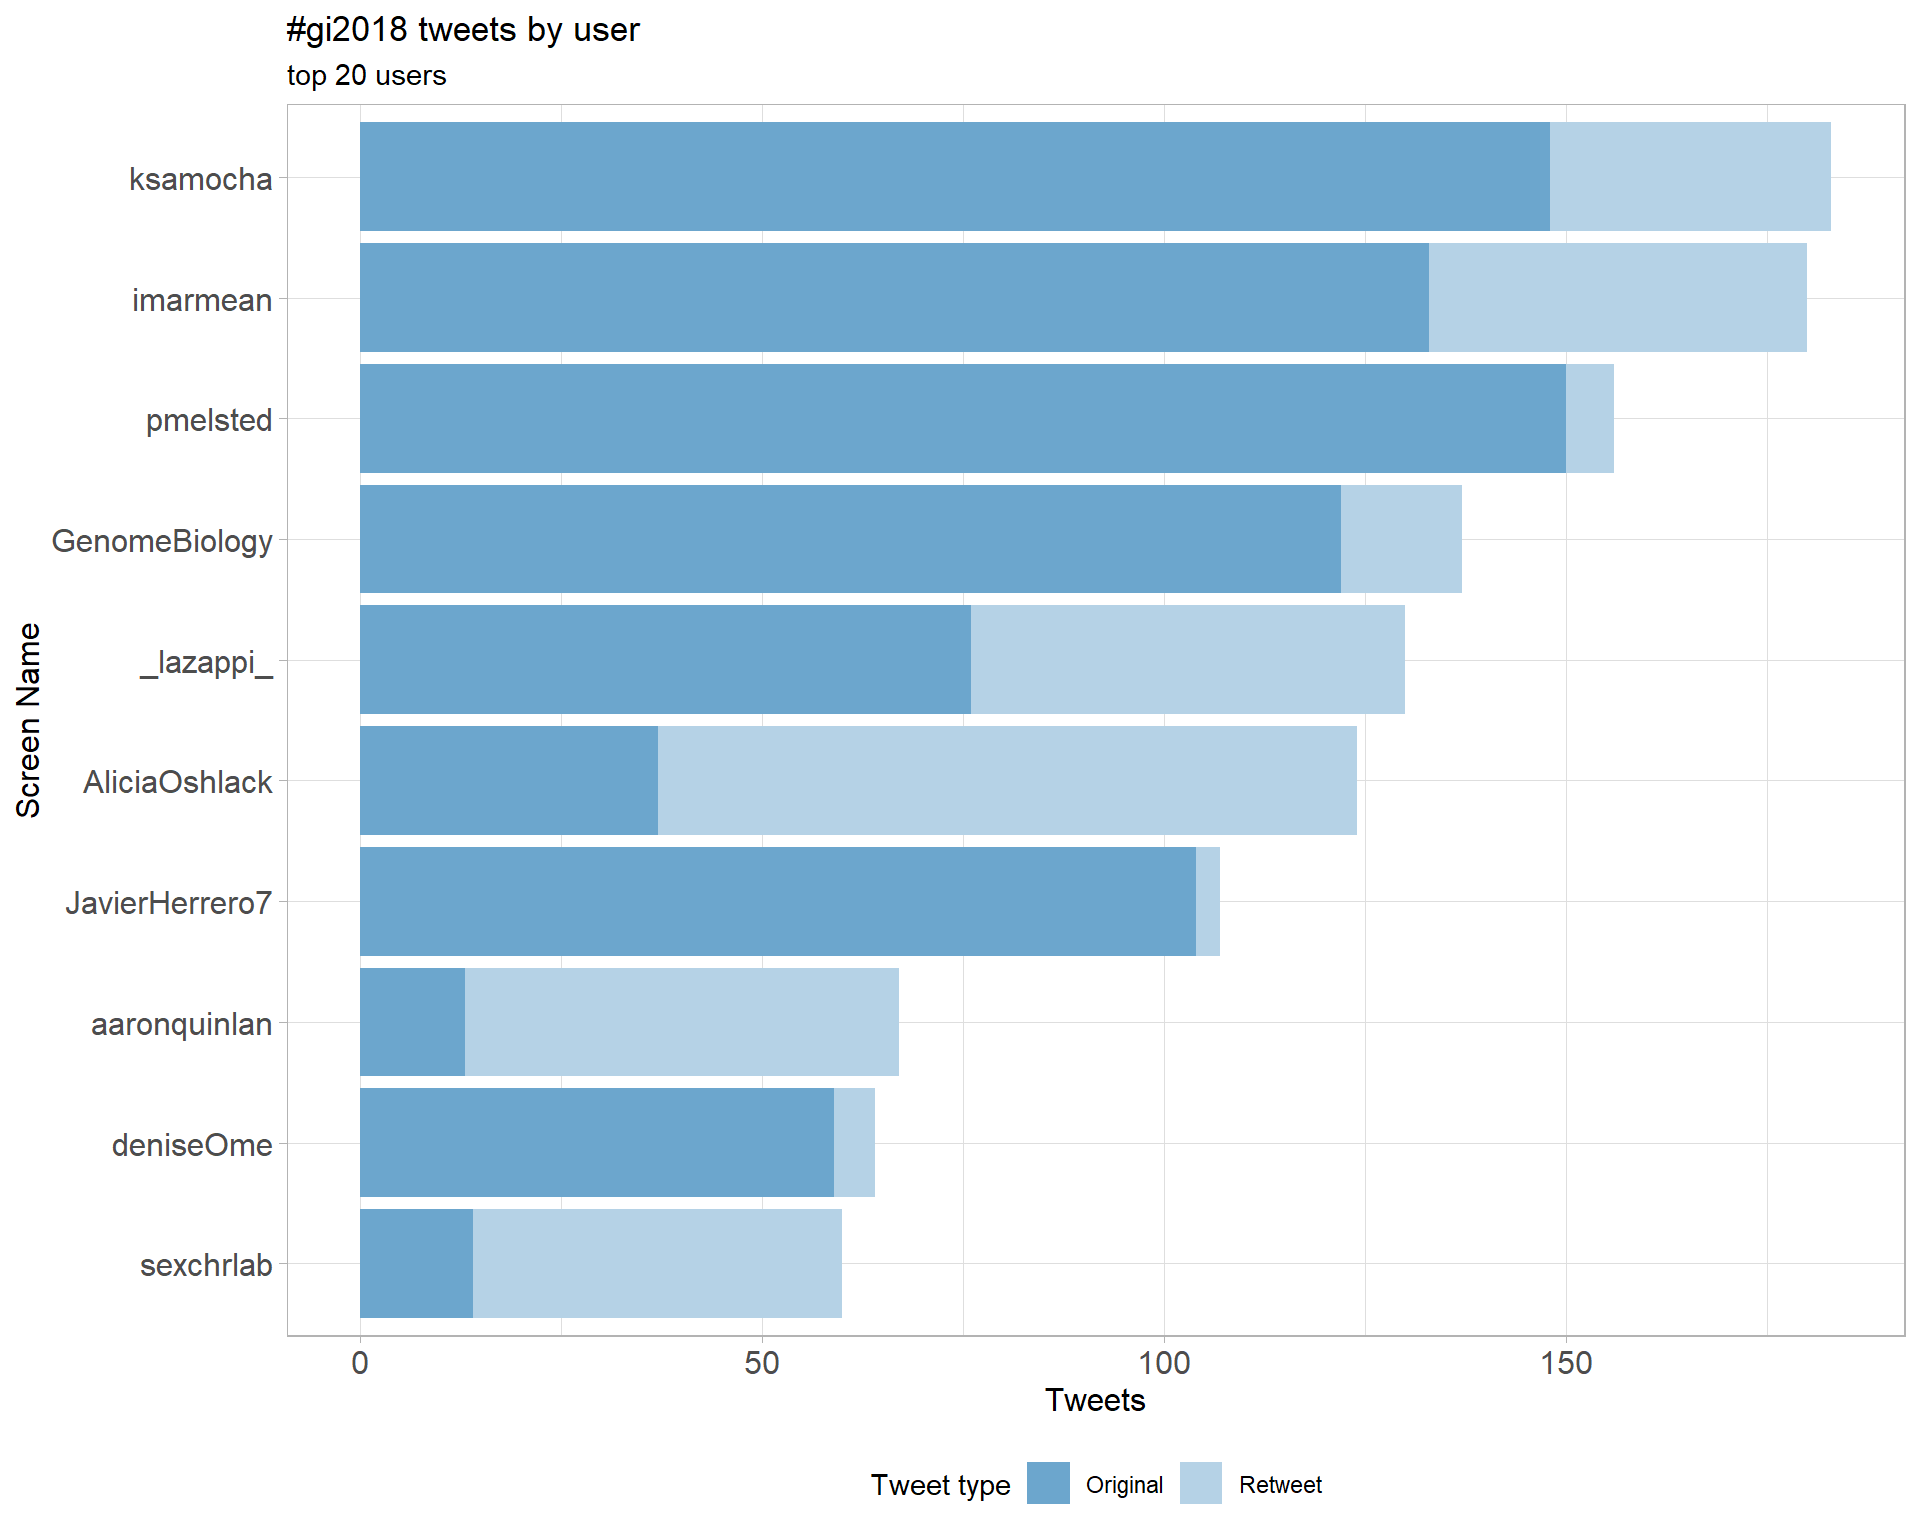 #gi2018 tweets by user
top 20 users
Screen Name
ksamocha
imarmean
pmelsted
GenomeBiology
_lazappi_
AliciaOshlack
JavierHerrero7
aaronquinlan
deniseOme
sexchrlab
0 50 100 150
Tweets
Tweet type Original Retweet